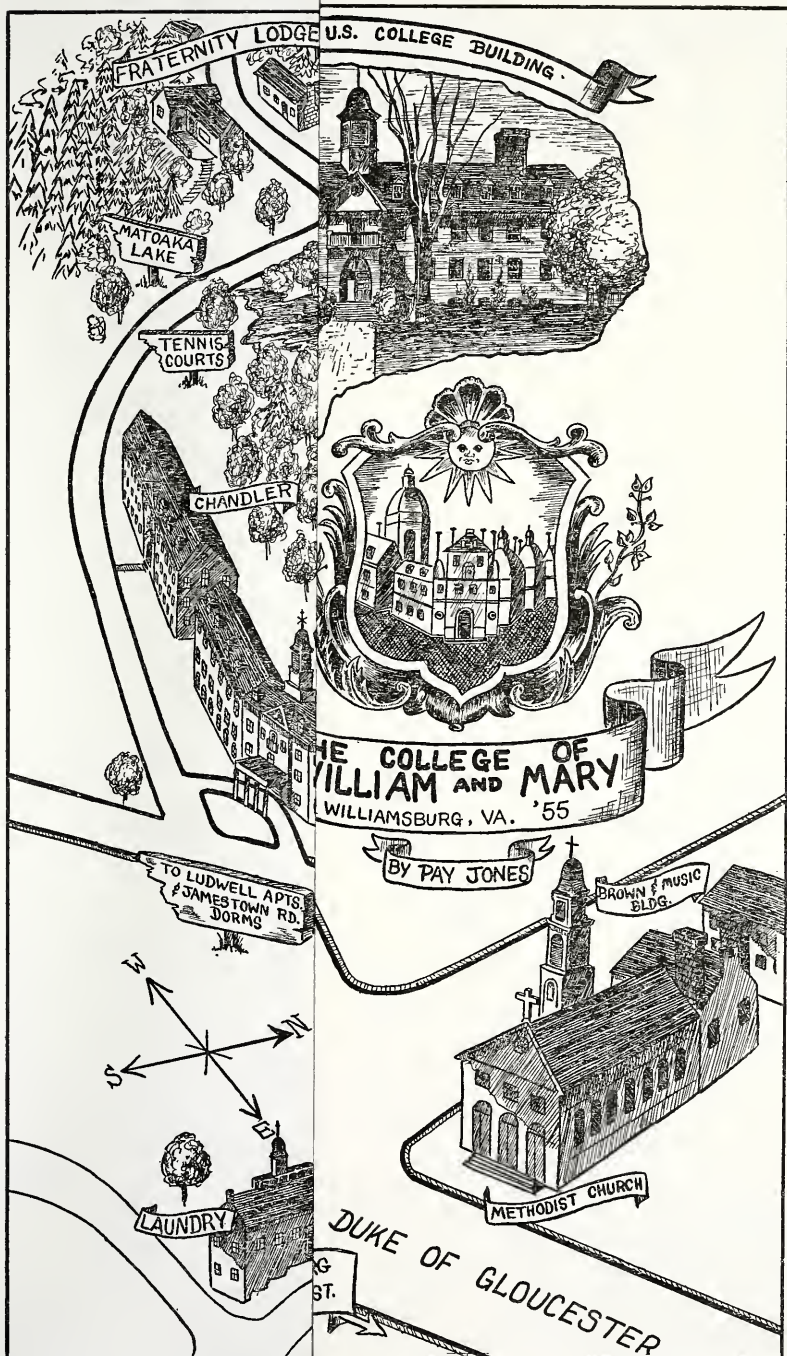 FRATERNITY LODGE
U.S. COLLEGE BUILDING.
MATOAKA
LAKE
TENNIS
COURTS
CHANDLER
HE COLLEGE OF
WILLIAM AND MARY
WILLIAMSBURG, VA. '55
BY PAY JONES
TO LUDWELL APTS.
& JAMESTOWN RD.
DORMS
BROWN & MUSIC
BLDG.
W
N
S
E
METHODIST CHURCH
LAUNDRY
G
ST.
DUKE OF GLOUCESTER